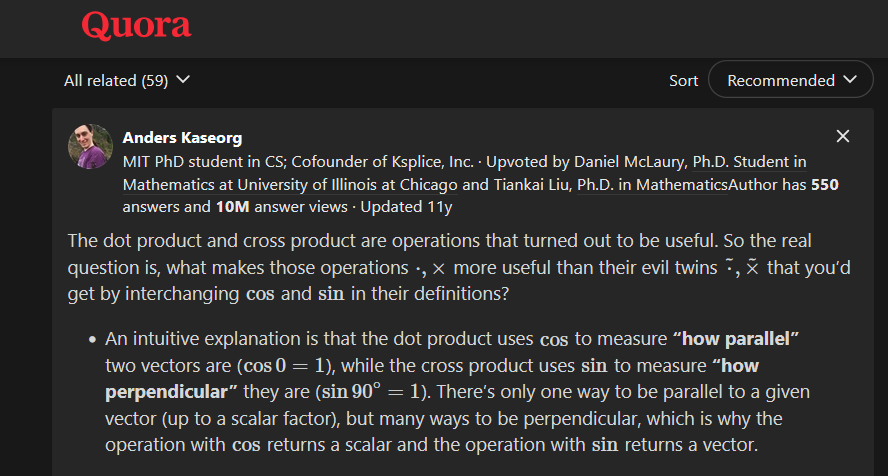 Quora
All related (59)
Sort
Recommended
Anders Kaseorg
MIT PhD student in CS; Cofounder of Ksplice, Inc. · Upvoted by Daniel McLaury, Ph.D. Student in
Mathematics at University of Illinois at Chicago and Tiankai Liu, Ph.D. in MathematicsAuthor has 550
answers and 10M answer views · Updated 11y
The dot product and cross product are operations that turned out to be useful. So the real
question is, what makes those operations ·, × more useful than their evil twins ·̃, ×̃ that you’d
get by interchanging cos and sin in their definitions?
• An intuitive explanation is that the dot product uses cos to measure “how parallel”
two vectors are (cos 0 = 1), while the cross product uses sin to measure “how
perpendicular” they are (sin 90° = 1). There’s only one way to be parallel to a given
vector (up to a scalar factor), but many ways to be perpendicular, which is why the
operation with cos returns a scalar and the operation with sin returns a vector.